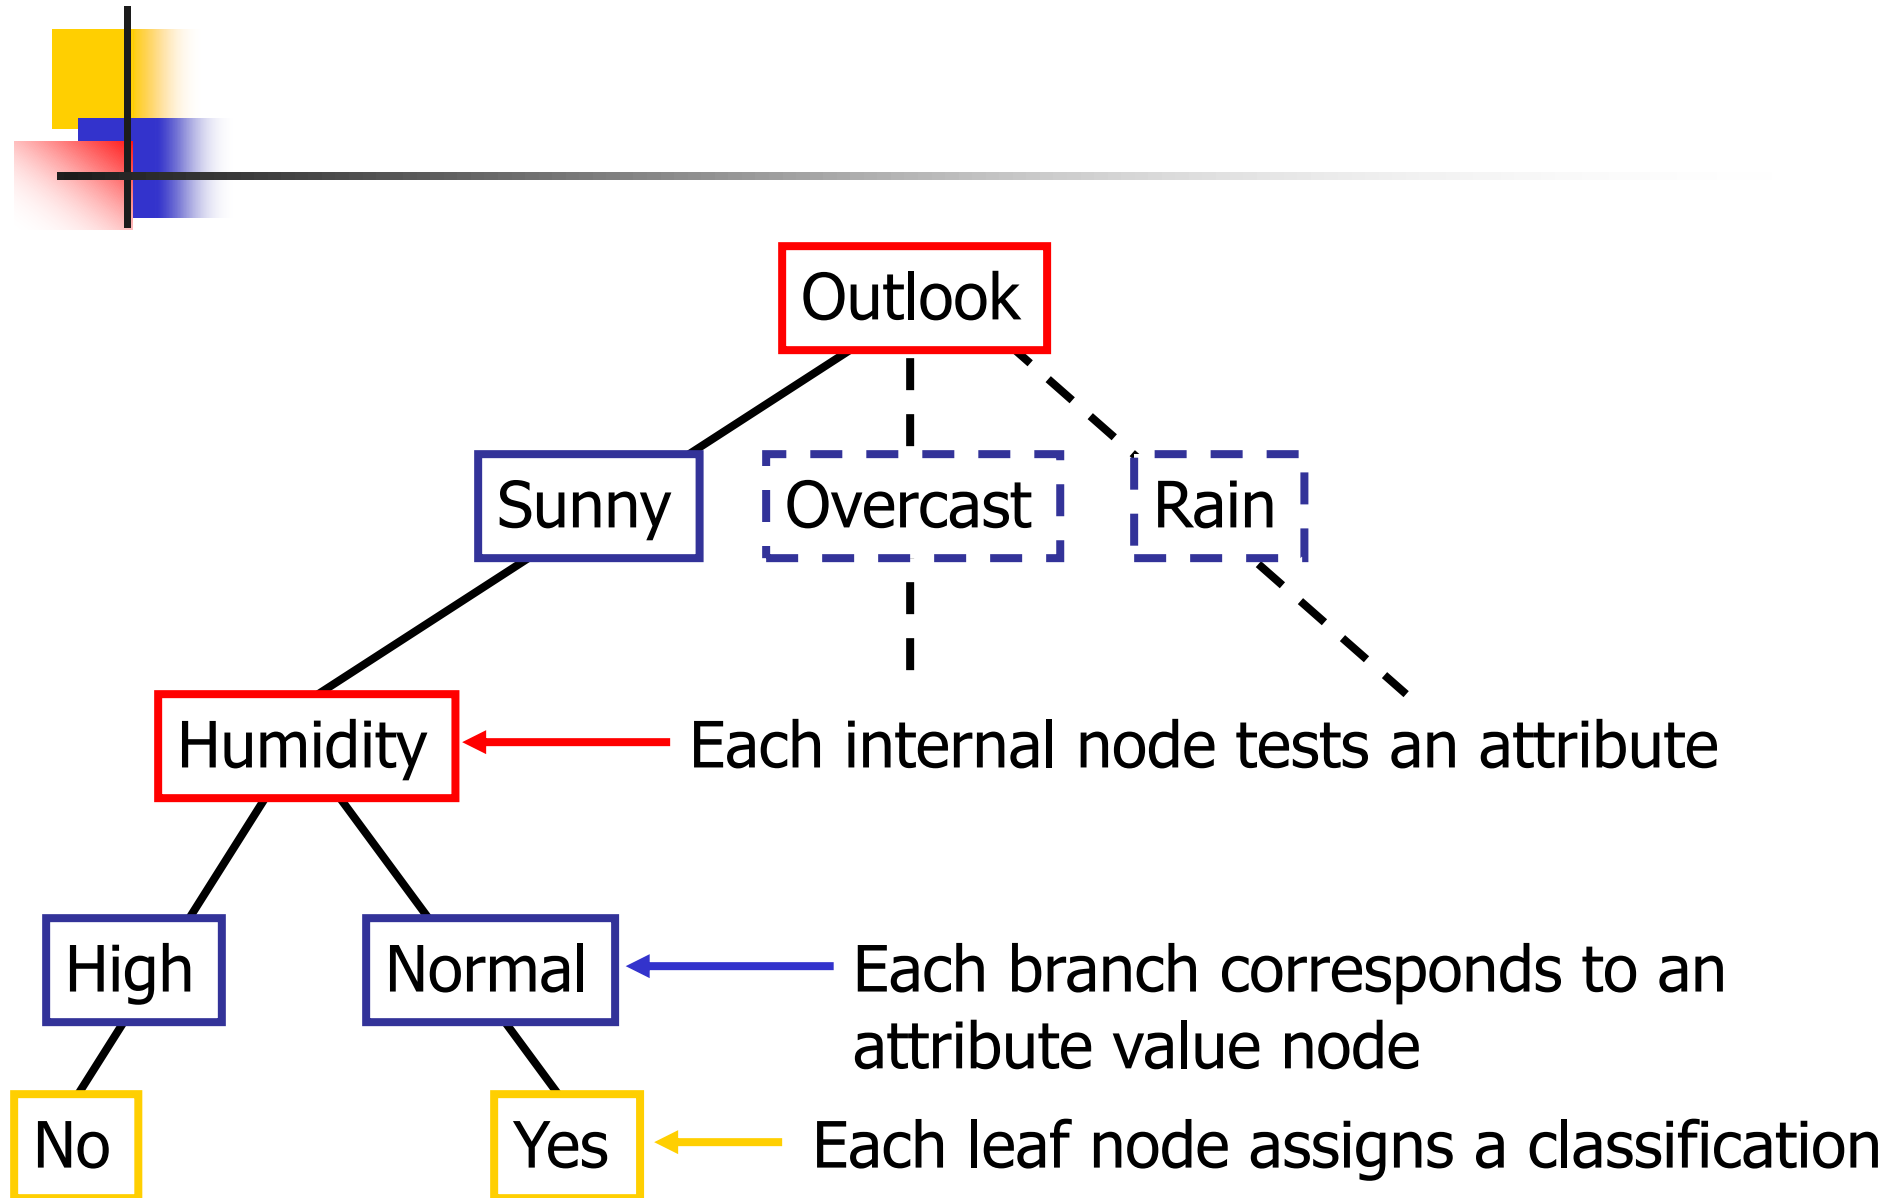 Outlook
Sunny
Overcast
Rain
Humidity
Each internal node tests an attribute
High
Normal
Each branch corresponds to an
attribute value node
No
Yes
Each leaf node assigns a classification